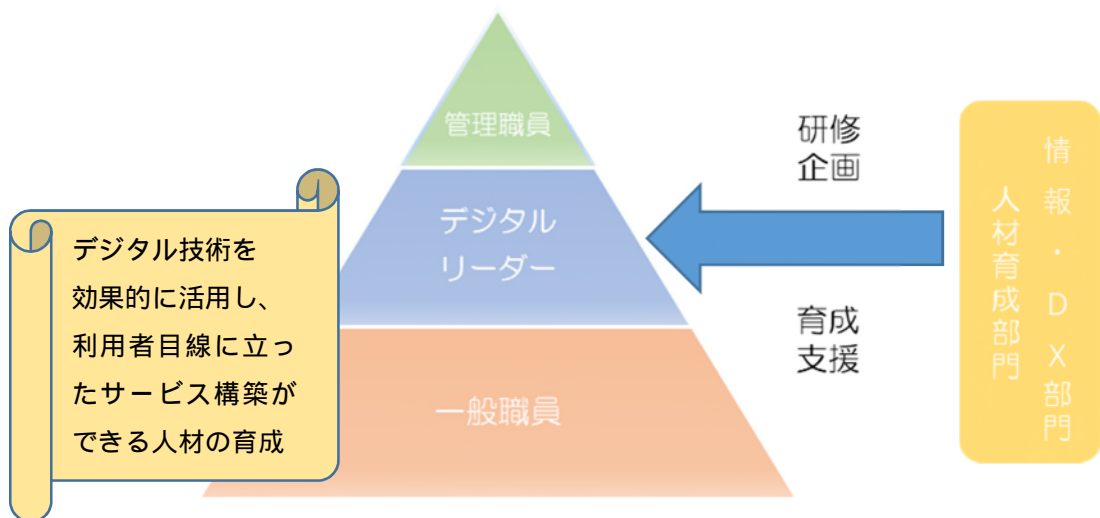 管理職員
デジタル
リーダー
一般職員
デジタル技術を
効果的に活用し、
利用者目線に立っ
たサービス構築が
できる人材の育成
研修
企画
育成
支援
情報・DX部門
人材育成部門